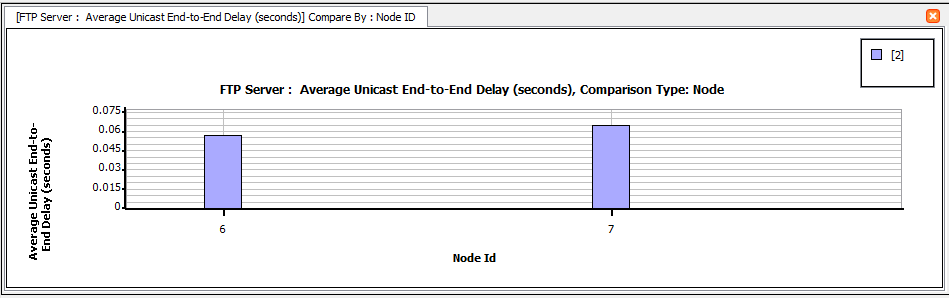 [FTP Server :  Average Unicast End-to-End Delay (seconds)] Compare By : Node ID
[2]
FTP Server :  Average Unicast End-to-End Delay (seconds), Comparison Type: Node
Average Unicast End-to-
End Delay (seconds)
0.075
0.06
0.045
0.03
0.015
0
6
7
Node Id